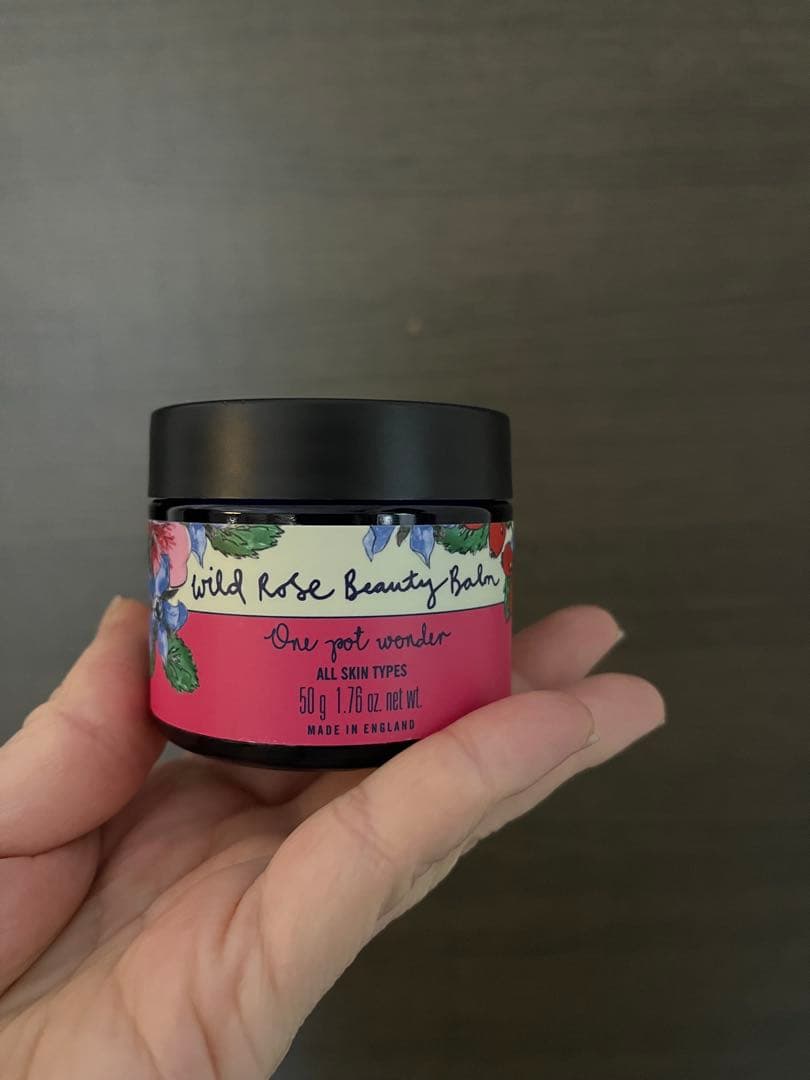 Wild Rose Beauty Balm
One pot wonder
ALL SKIN TYPES
50 g 1.76 oz. net wt.
MADE IN ENGLAND